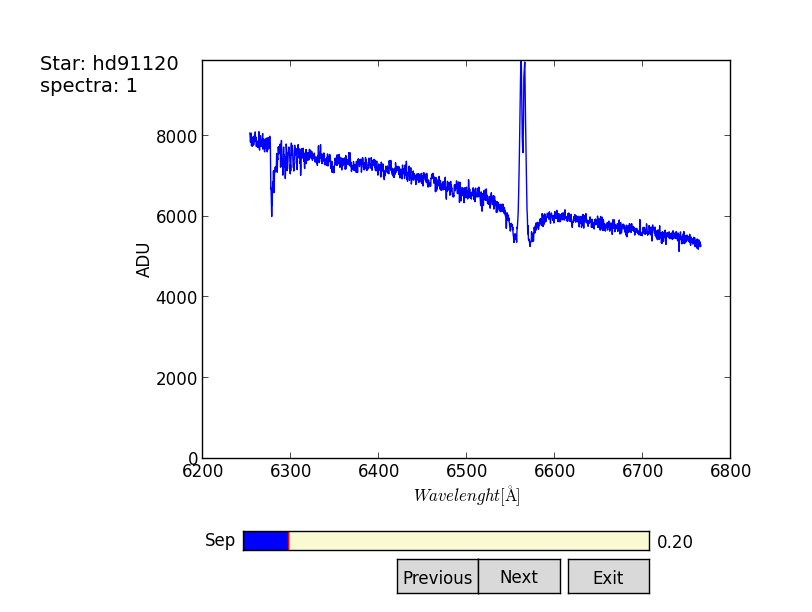 Star: hd91120
spectra: 1
8000
6000
4000
2000
0
ADU
6200 6300 6400 6500 6600 6700 6800
Wavelenght[Å]
Sep 0.20
Previous Next Exit